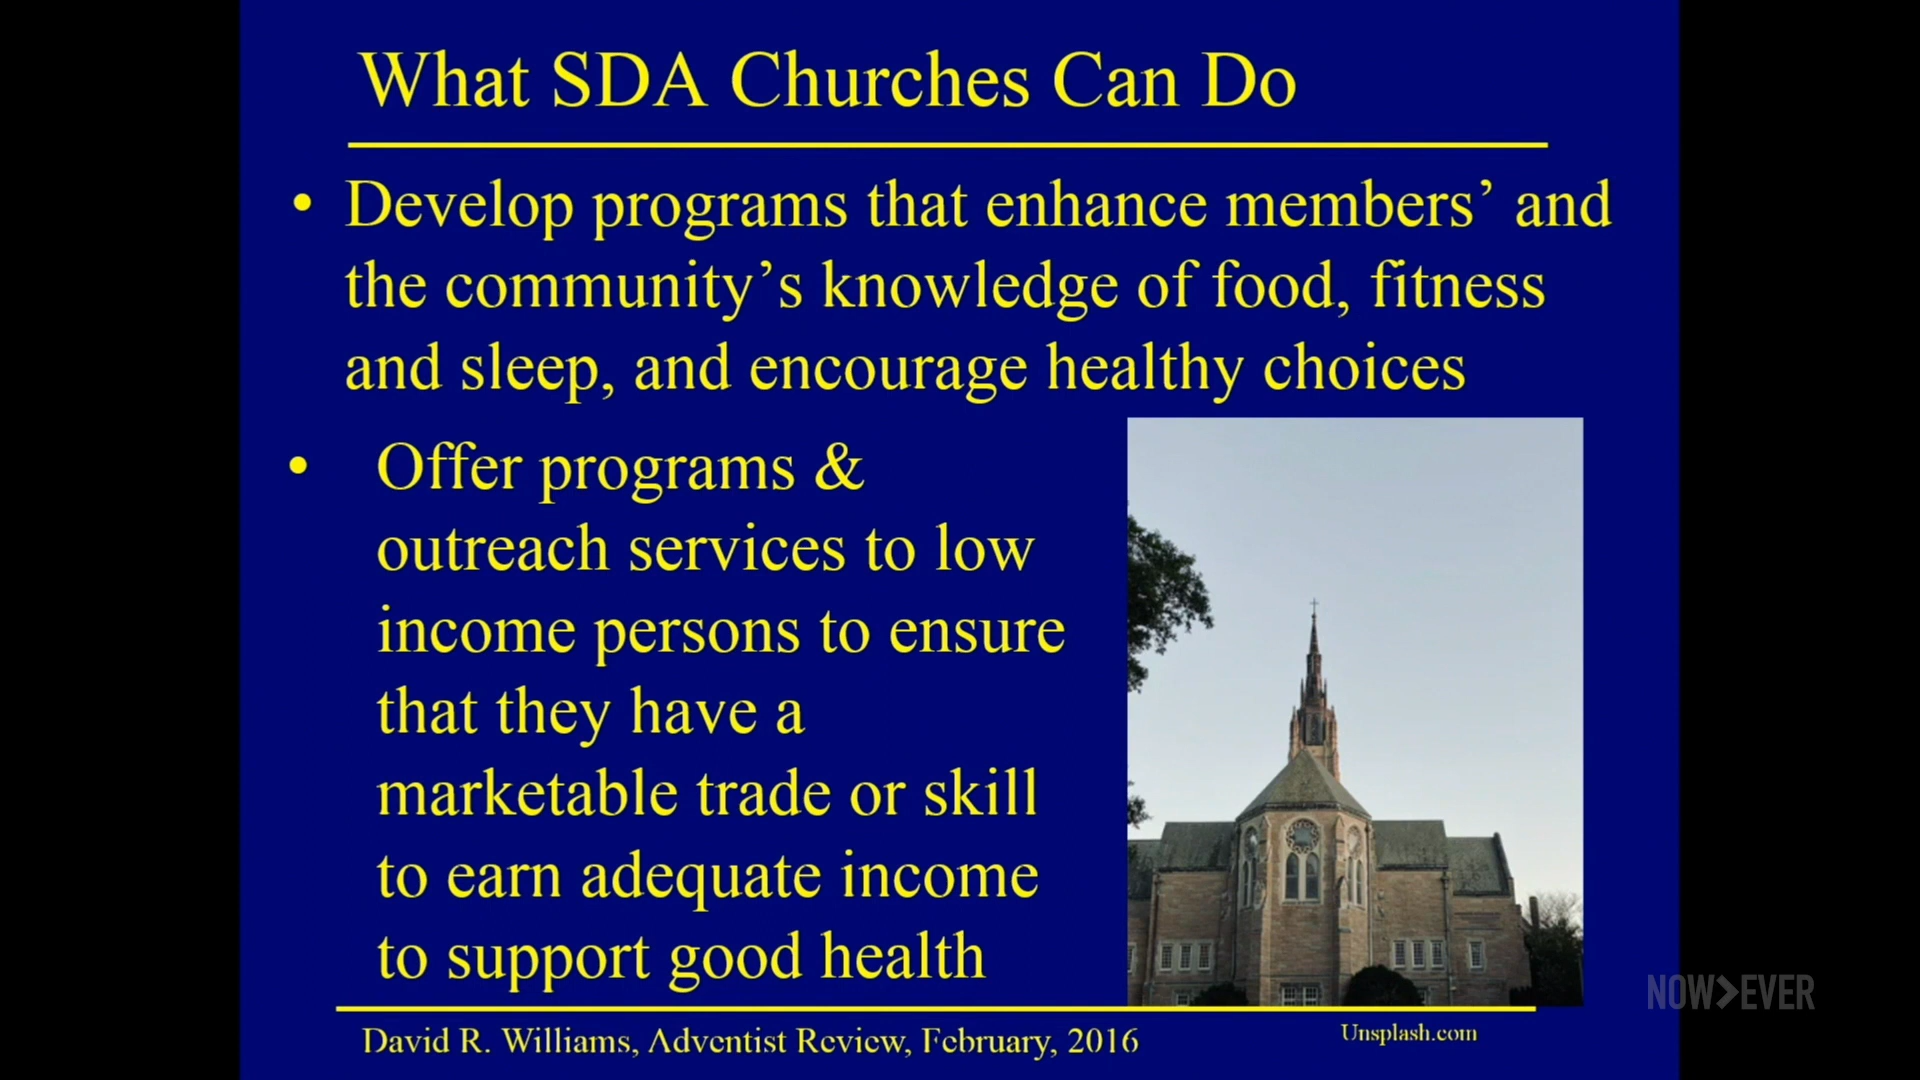 What SDA Churches Can Do
• Develop programs that enhance members’ and
the community’s knowledge of food, fitness
and sleep, and encourage healthy choices
• Offer programs &
outreach services to low
income persons to ensure
that they have a
marketable trade or skill
to earn adequate income
to support good health
David R. Williams, Adventist Review, February, 2016
Unsplash.com
NOW>EVER